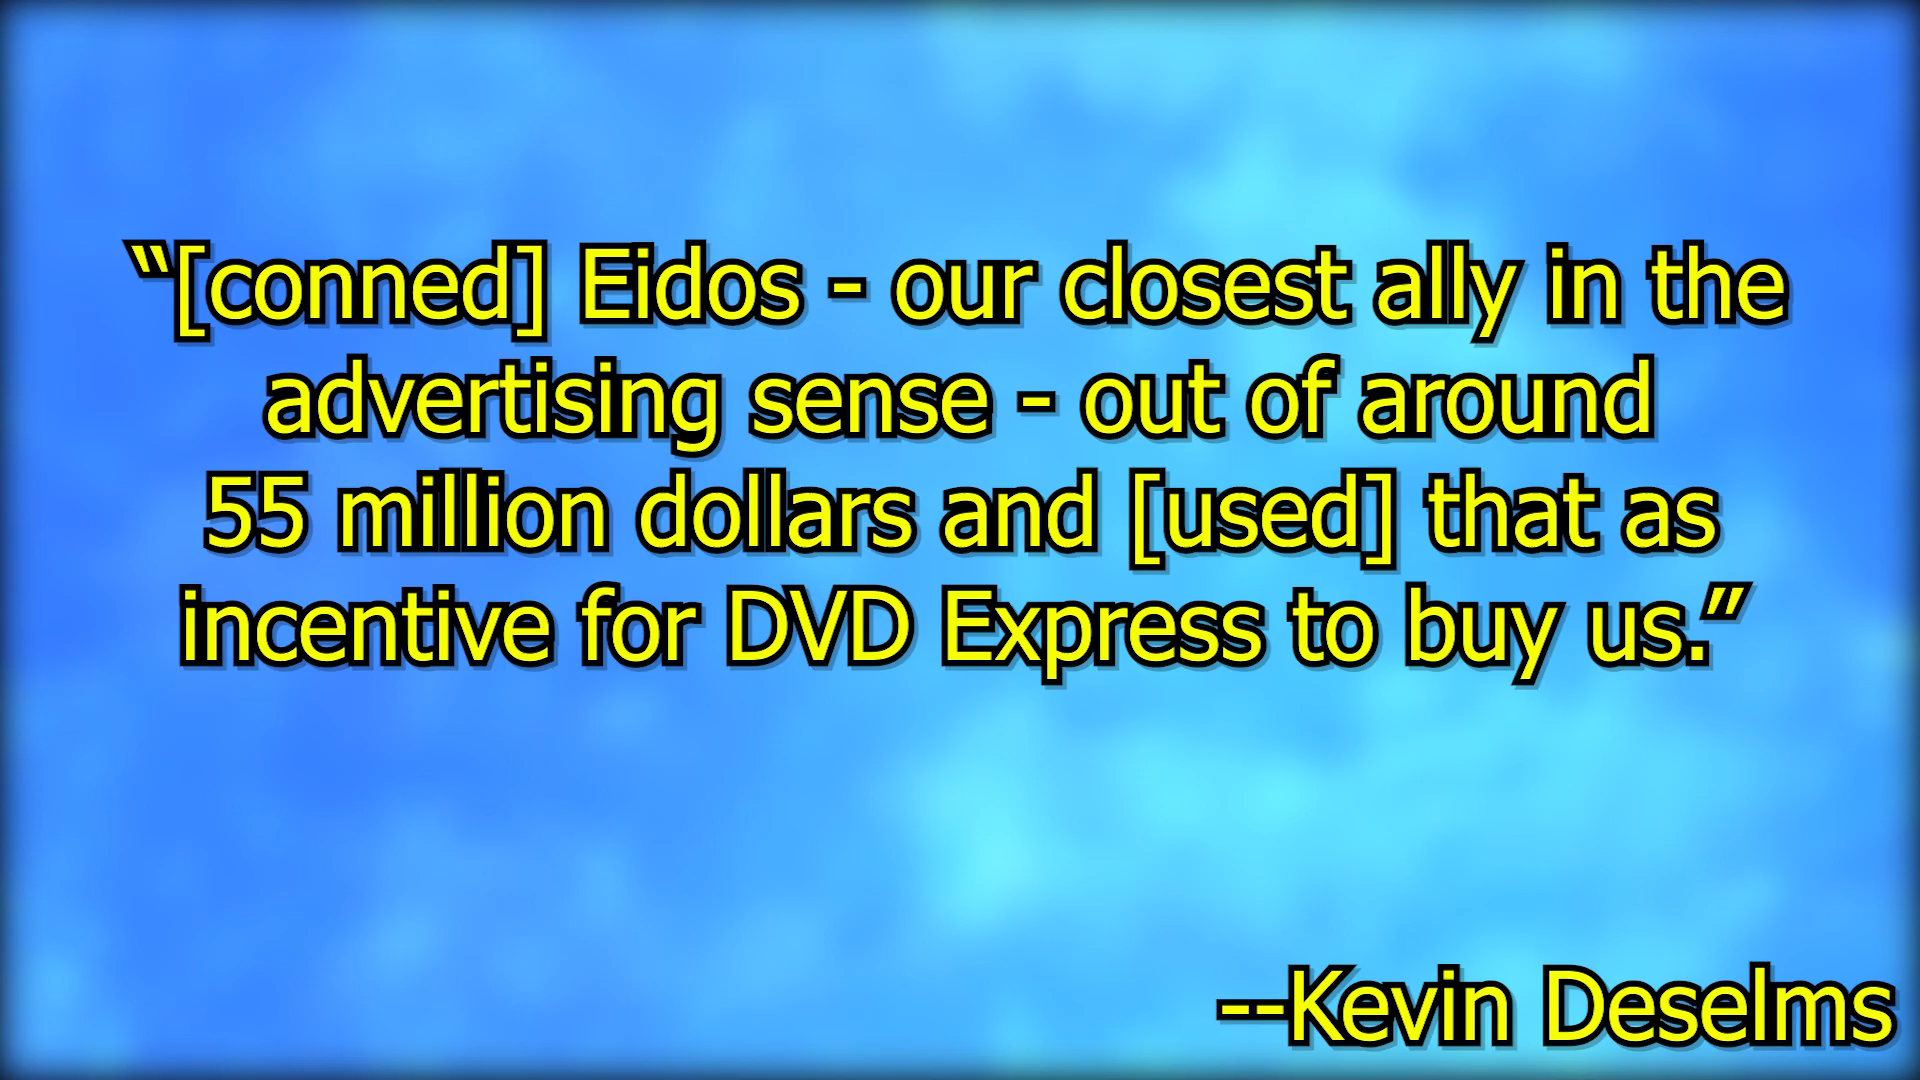 “[conned] Eidos - our closest ally in the
advertising sense - out of around
55 million dollars and [used] that as
incentive for DVD Express to buy us.”
--Kevin Deselms